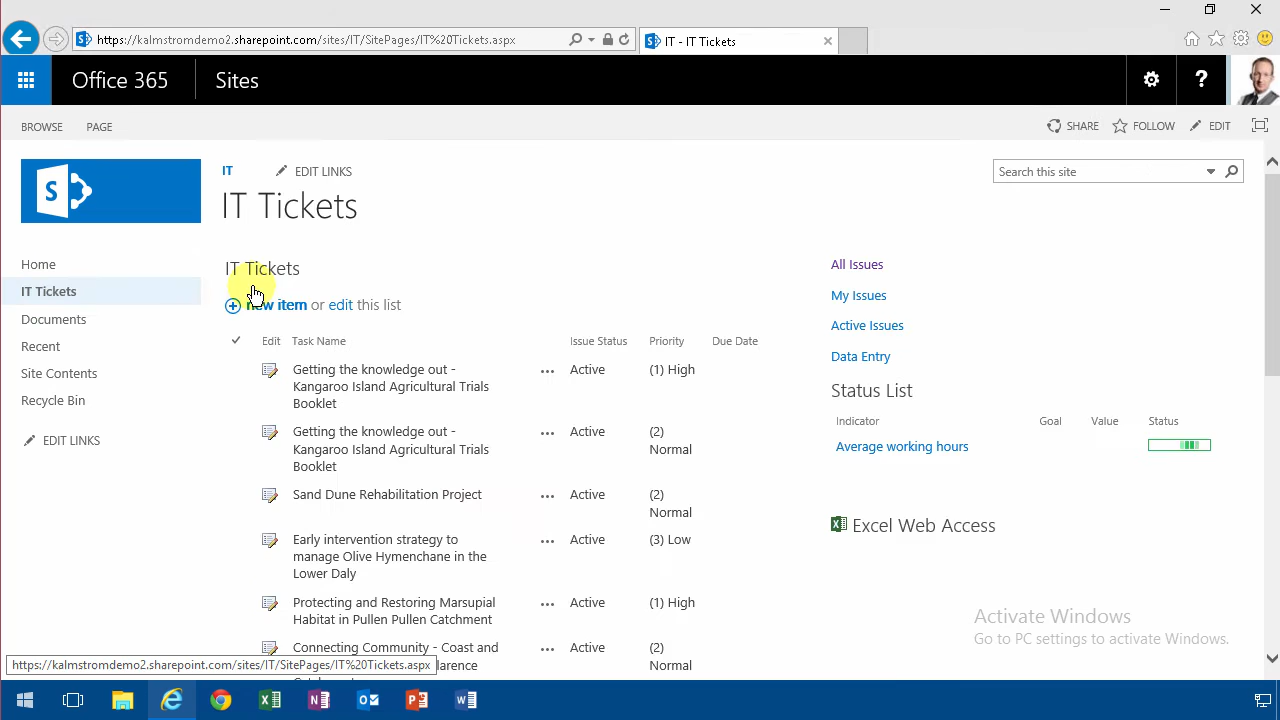 https://kalmstromdemo2.sharepoint.com/sites/IT/SitePages/IT%20Tickets.aspx
IT - IT Tickets
Office 365
Sites
?
BROWSE
PAGE
SHARE
FOLLOW
EDIT
S
IT
EDIT LINKS
Search this site
IT Tickets
Home
IT Tickets
Documents
Recent
Site Contents
Recycle Bin
EDIT LINKS
IT Tickets
new item or edit this list
Edit
Task Name
Issue Status
Priority
Due Date
Getting the knowledge out -
Kangaroo Island Agricultural Trials
Booklet
...
Active
(1) High
Getting the knowledge out -
Kangaroo Island Agricultural Trials
Booklet
...
Active
(2)
Normal
Sand Dune Rehabilitation Project
...
Active
(2)
Normal
Early intervention strategy to
manage Olive Hymenchane in the
Lower Daly
...
Active
(3) Low
Protecting and Restoring Marsupial
Habitat in Pullen Pullen Catchment
...
Active
(1) High
Connecting Community - Coast and
...
Active
(2)
Normal
All Issues
My Issues
Active Issues
Data Entry
Status List
Indicator
Goal
Value
Status
Average working hours
Excel Web Access
Activate Windows
Go to PC settings to activate Windows.
https://kalmstromdemo2.sharepoint.com/sites/IT/SitePages/IT%20Tickets.aspx